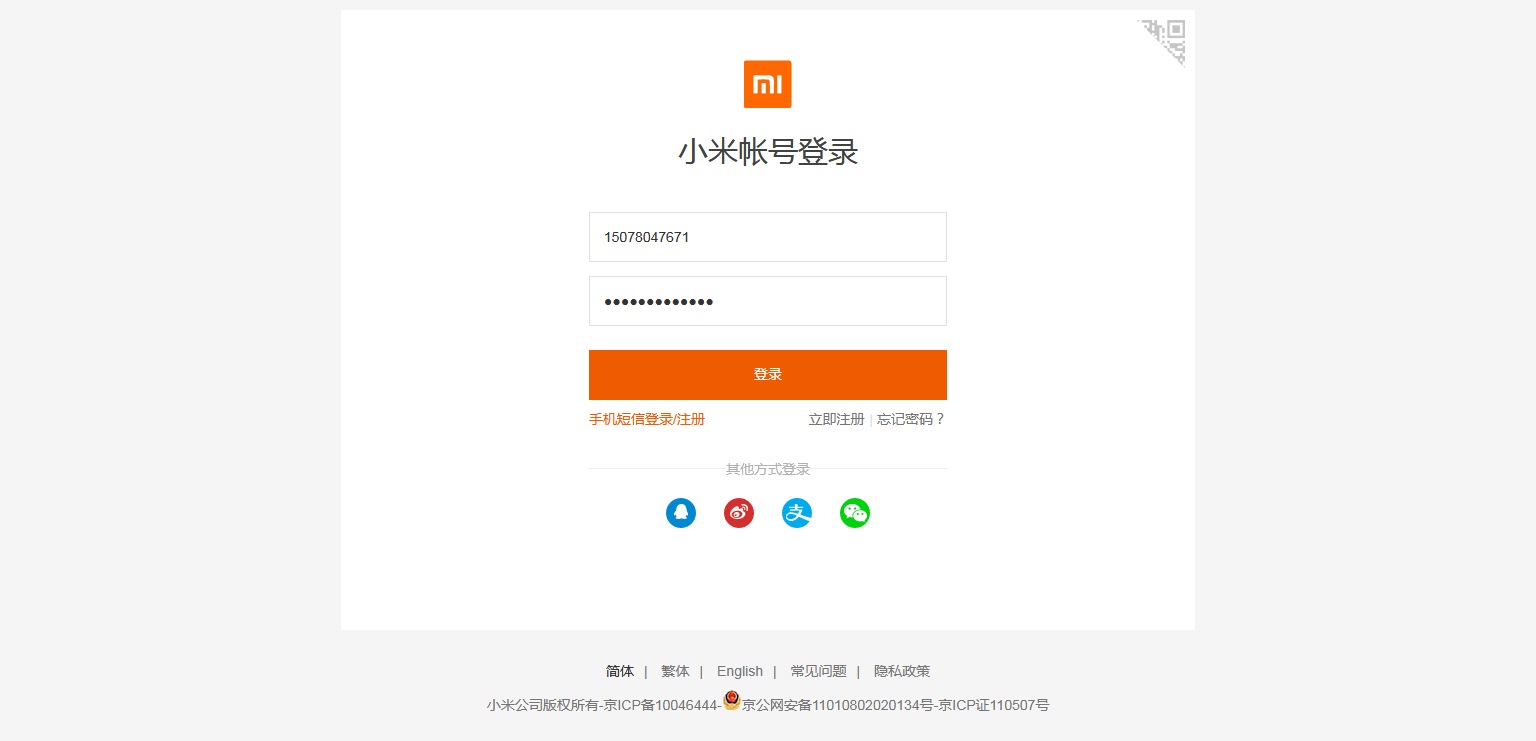 小米帐号登录
15078047671
•••••••••••••
登录
手机短信登录/注册 立即注册 | 忘记密码？
其他方式登录
简体 | 繁体 | English | 常见问题 | 隐私政策
小米公司版权所有-京ICP备10046444-京公网安备11010802020134号-京ICP证110507号